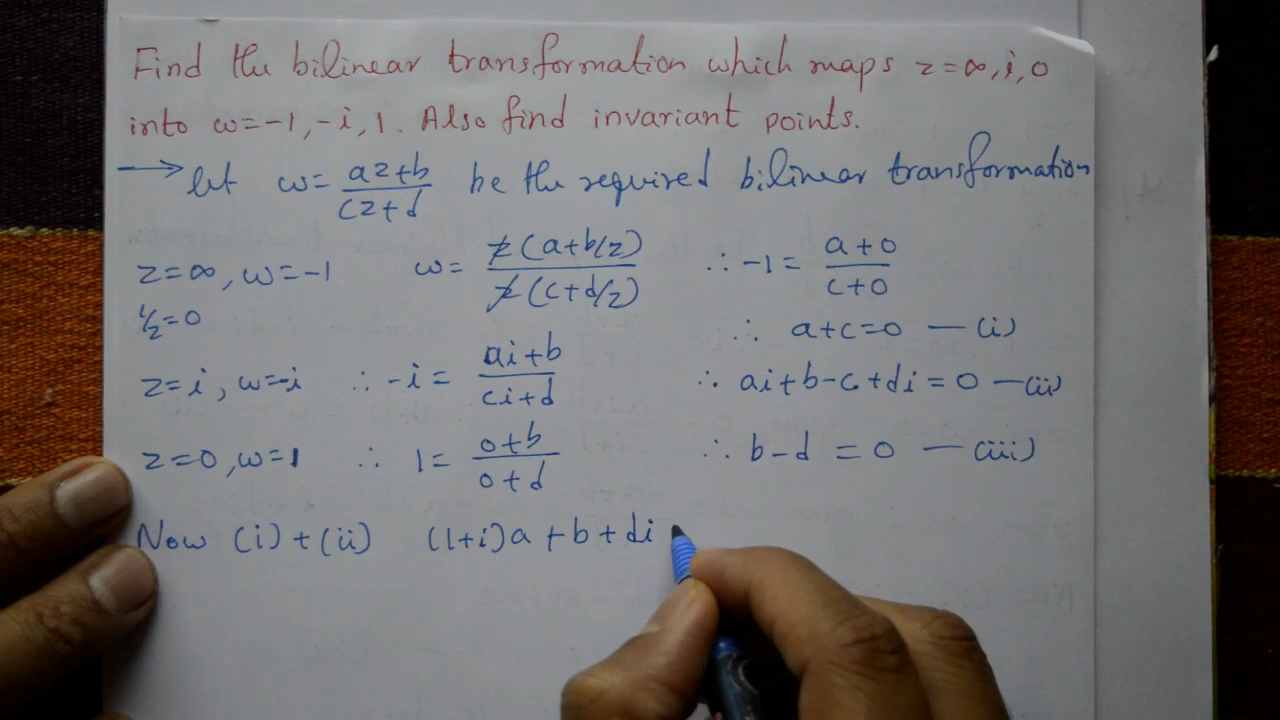 Find the bilinear transformation which maps z=∞,i,0
into ω=-1,-i,1. Also find invariant points.
→ let ω= az+b / cz+d be the required bilinear transformation
z=∞, ω=-1 ω= z(a+b/z) / z(c+d/z) ∴ -1= a+0 / c+0
1/z=0 ∴ a+c=0 — (i)
z=i, ω=-i ∴ -i= ai+b / ci+d ∴ ai+b-c+di=0 — (ii)
z=0, ω=1 ∴ 1= 0+b / 0+d ∴ b-d=0 — (iii)
Now (i)+(ii) (1+i)a+b+di